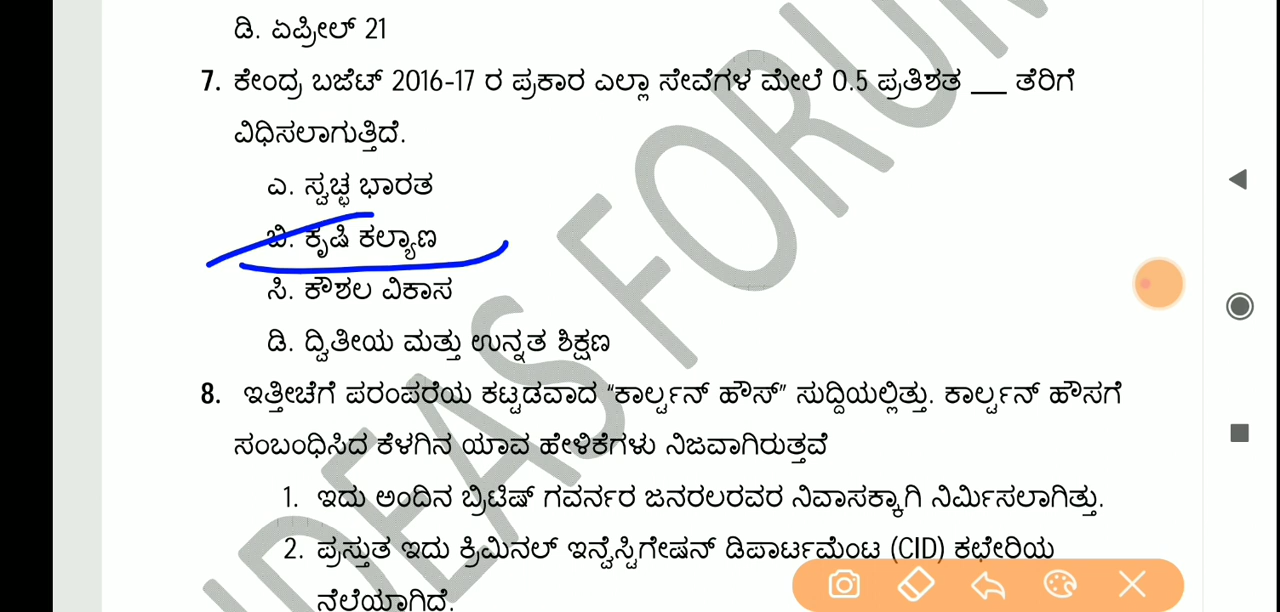 ಡಿ. ಏಪ್ರೀಲ್ 21
7. ಕೇಂದ್ರ ಬಜೆಟ್ 2016-17 ರ ಪ್ರಕಾರ ಎಲ್ಲಾ ಸೇವೆಗಳ ಮೇಲೆ 0.5 ಪ್ರತಿಶತ ___ ತೆರಿಗೆ
ವಿಧಿಸಲಾಗುತ್ತಿದೆ.
ಎ. ಸ್ವಚ್ಛ ಭಾರತ
ಬಿ. ಕೃಷಿ ಕಲ್ಯಾಣ
ಸಿ. ಕೌಶಲ ವಿಕಾಸ
ಡಿ. ದ್ವಿತೀಯ ಮತ್ತು ಉನ್ನತ ಶಿಕ್ಷಣ
8. ಇತ್ತೀಚೆಗೆ ಪರಂಪರೆಯ ಕಟ್ಟಡವಾದ “ಕಾರ್ಲ್ಟನ್ ಹೌಸ್” ಸುದ್ದಿಯಲ್ಲಿತ್ತು. ಕಾರ್ಲ್ಟನ್ ಹೌಸಗೆ
ಸಂಬಂಧಿಸಿದ ಕೆಳಗಿನ ಯಾವ ಹೇಳಿಕೆಗಳು ನಿಜವಾಗಿರುತ್ತವೆ
1. ಇದು ಅಂದಿನ ಬ್ರಿಟಿಷ್ ಗವರ್ನರ ಜನರಲರವರ ನಿವಾಸಕ್ಕಾಗಿ ನಿರ್ಮಿಸಲಾಗಿತ್ತು.
2. ಪ್ರಸ್ತುತ ಇದು ಕ್ರಿಮಿನಲ್ ಇನ್ವೆಸ್ಟಿಗೇಷನ್ ಡಿಪಾರ್ಟಮೆಂಟ (CID) ಕಛೇರಿಯ
ನೆಲೆಯಾಗಿದೆ.
IDEAS FORUM